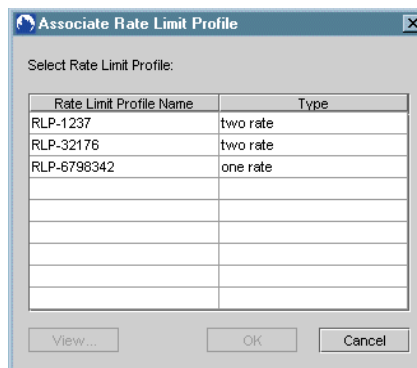 Associate Rate Limit Profile
Select Rate Limit Profile:
Rate Limit Profile Name Type
RLP-1237 two rate
RLP-32176 two rate
RLP-6798342 one rate
View... OK Cancel